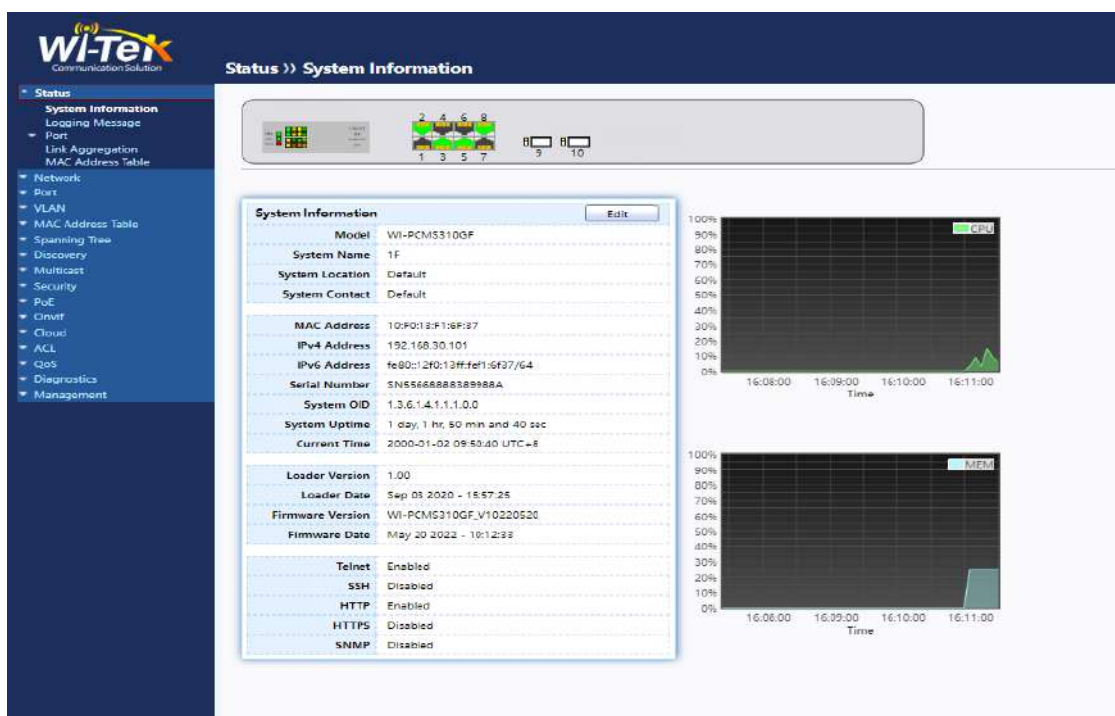 Wi-Tek
Communication Solution
Status >> System Information
Status
System Information
Logging Message
Port
Link Aggregation
MAC Address Table
Network
Port
VLAN
MAC Address Table
Spanning Tree
Discovery
Multicast
Security
PoE
Onvif
Cloud
ACL
QoS
Diagnostics
Management
2 4 6 8
1 3 5 7
9 10
System Information
Edit
Model WI-PCMS310GF
System Name 1F
System Location Default
System Contact Default
MAC Address 10:F0:13:F1:6F:37
IPv4 Address 192.168.30.101
IPv6 Address fe80::12f0:13ff:fef1:6f37/64
Serial Number SN55668888389988A
System OID 1.3.6.1.4.1.1.1.0.0
System Uptime 1 day, 1 hr, 50 min and 40 sec
Current Time 2000-01-02 09:50:40 UTC+8
Loader Version 1.00
Loader Date Sep 03 2020 - 15:57:25
Firmware Version WI-PCMS310GF_V10220520
Firmware Date May 20 2022 - 10:12:33
Telnet Enabled
SSH Disabled
HTTP Enabled
HTTPS Disabled
SNMP Disabled
100%
90%
80%
70%
60%
50%
40%
30%
20%
10%
0%
CPU
16:08:00 16:09:00 16:10:00 16:11:00
Time
100%
90%
80%
70%
60%
50%
40%
30%
20%
10%
0%
MEM
16:08:00 16:09:00 16:10:00 16:11:00
Time